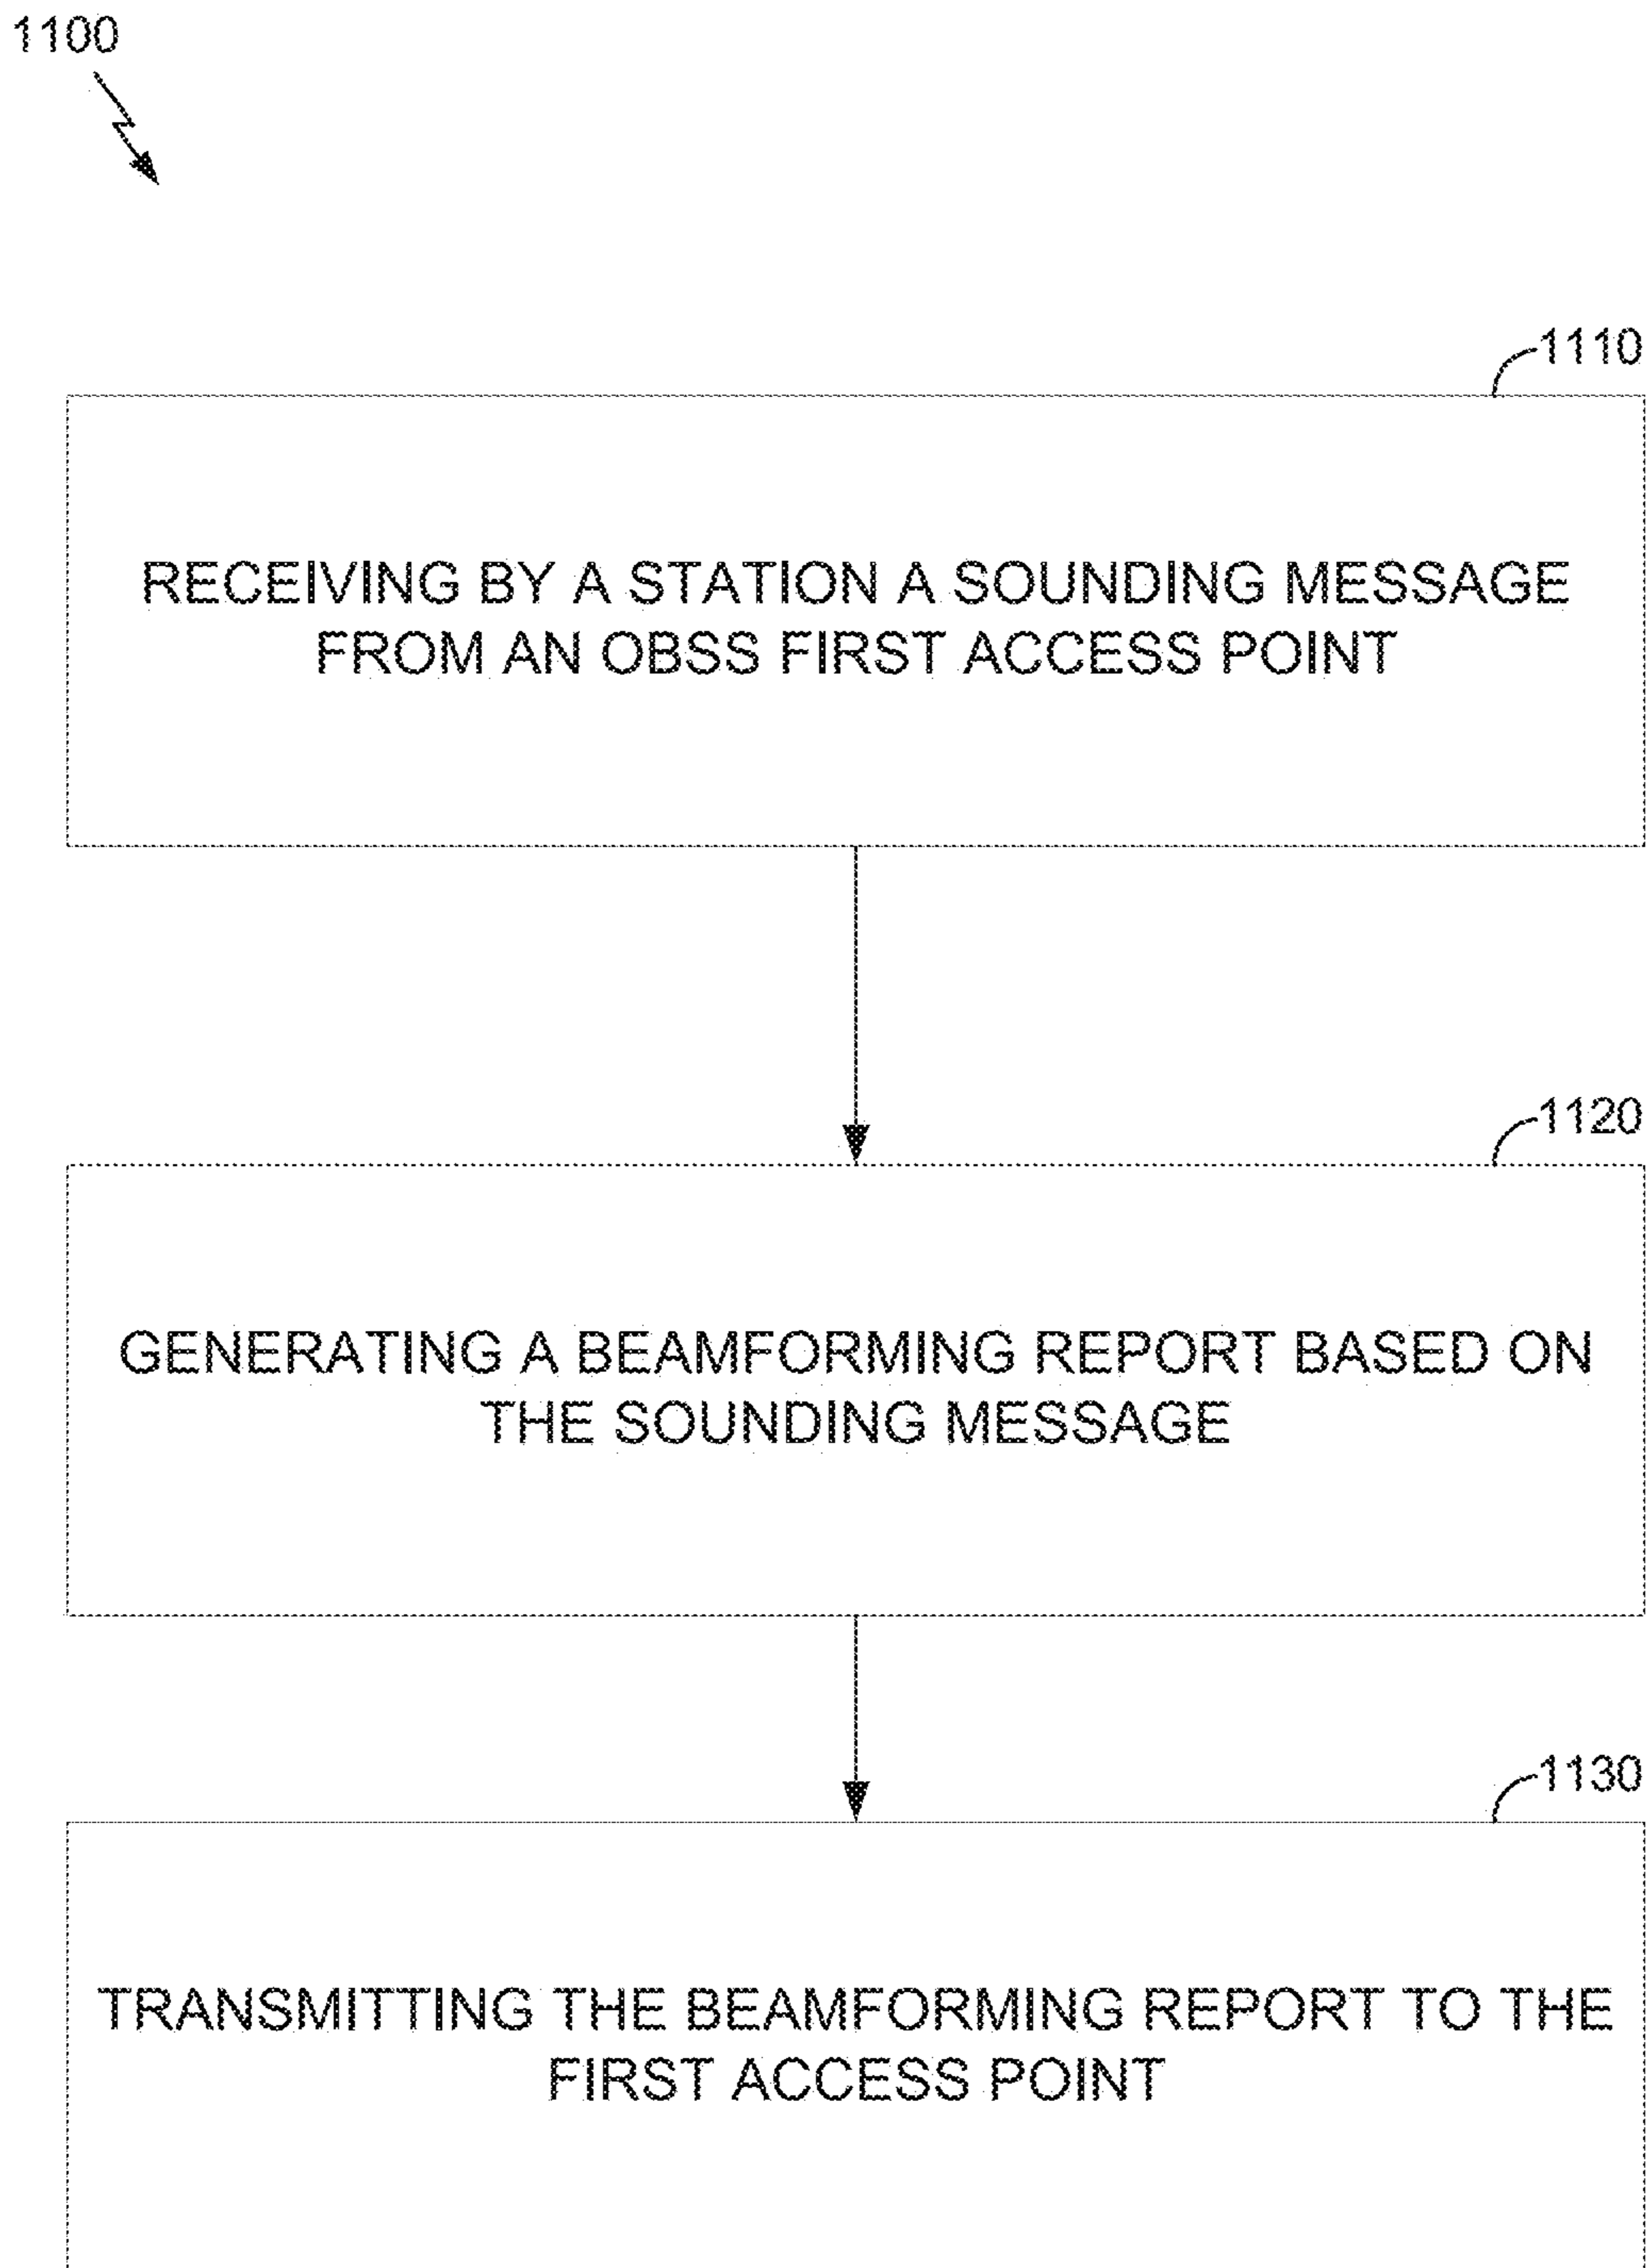 1100
1110
RECEIVING BY A STATION A SOUNDING MESSAGE
FROM AN OBSS FIRST ACCESS POINT
1120
GENERATING A BEAMFORMING REPORT BASED ON
THE SOUNDING MESSAGE
1130
TRANSMITTING THE BEAMFORMING REPORT TO THE
FIRST ACCESS POINT